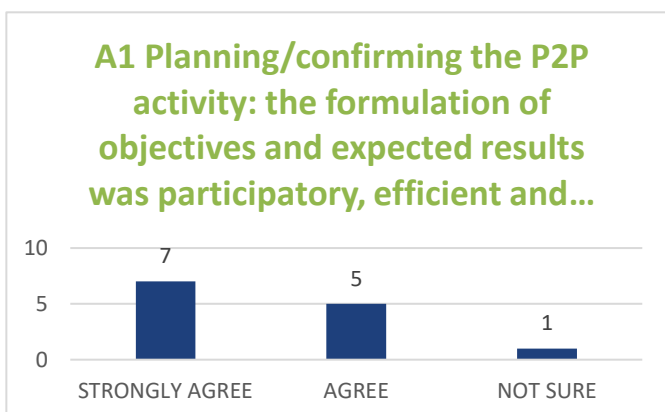 A1 Planning/confirming the P2P
activity: the formulation of
objectives and expected results
was participatory, efficient and…
10
5
0
7
5
1
STRONGLY AGREE
AGREE
NOT SURE